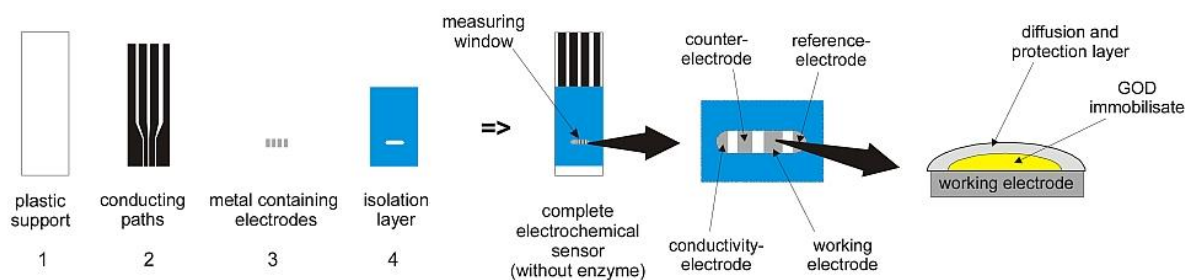 plastic
support
1
conducting
paths
2
metal containing
electrodes
3
isolation
layer
4
=>
measuring
window
complete
electrochemical
sensor
(without enzyme)
counter-
electrode
reference-
electrode
conductivity-
electrode
working
electrode
diffusion and
protection layer
GOD
immobilisate
working electrode